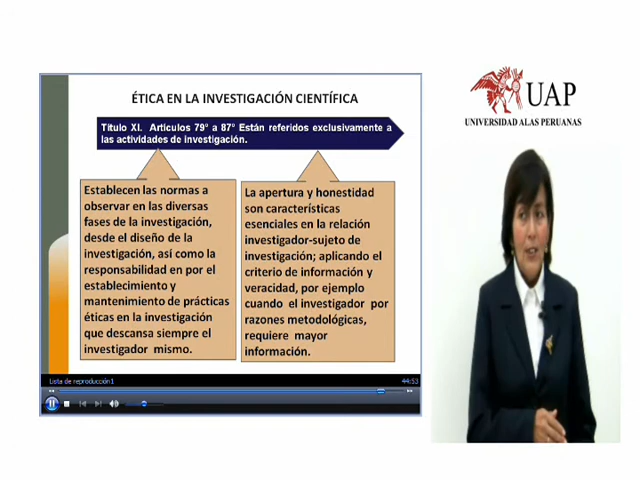 ÉTICA EN LA INVESTIGACIÓN CIENTÍFICA
Título XI. Artículos 79° a 87° Están referidos exclusivamente a
las actividades de investigación.
Establecen las normas a
observar en las diversas
fases de la investigación,
desde el diseño de la
investigación, así como la
responsabilidad en por el
establecimiento y
mantenimiento de prácticas
éticas en la investigación
que descansa siempre el
investigador mismo.
La apertura y honestidad
son características
esenciales en la relación
investigador-sujeto de
investigación; aplicando el
criterio de información y
veracidad, por ejemplo
cuando el investigador por
razones metodológicas,
requiere mayor
información.
Lista de reproducción1
44:53
UAP
UNIVERSIDAD ALAS PERUANAS